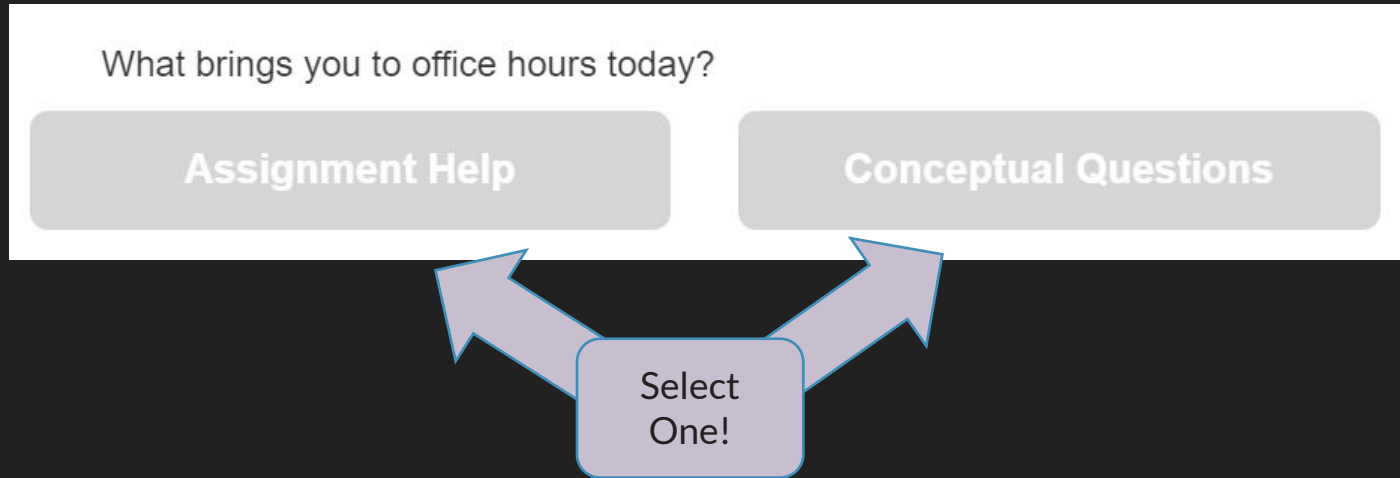 What brings you to office hours today?
Assignment Help
Conceptual Questions
Select
One!